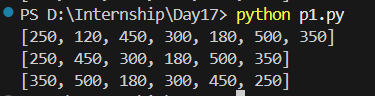 PS D:\Internship\Day17> python p1.py
[250, 120, 450, 300, 180, 500, 350]
[250, 450, 300, 180, 500, 350]
[350, 500, 180, 300, 450, 250]